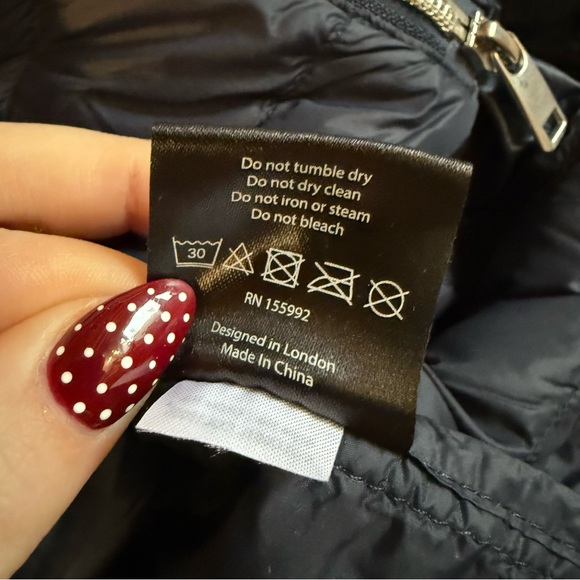 Do not tumble dry
Do not dry clean
Do not iron or steam
Do not bleach
30
RN 155992
Designed in London
Made In China